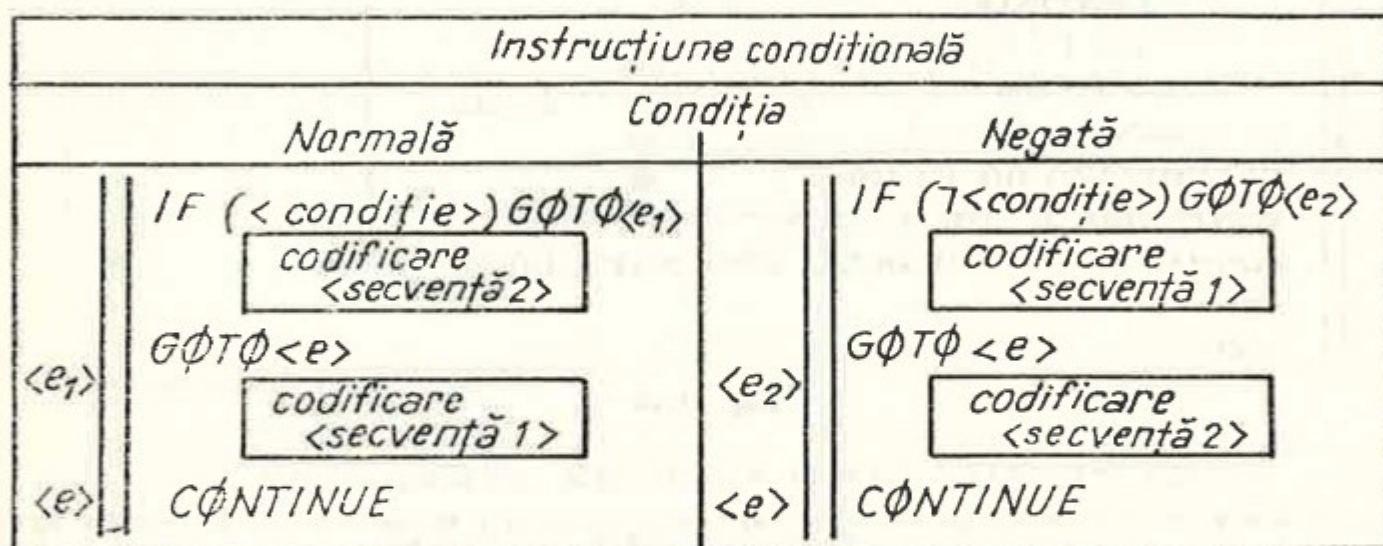 Instrucțiune condițională
Condiția
Normală
Negată
IF (<condiție>) GØTØ<e₁>
codificare
<secvență 2>
GØTØ <e>
<e₁>
codificare
<secvență 1>
<e> CØNTINUE
IF (⅂<condiție>) GØTØ<e₂>
codificare
<secvență 1>
GØTØ <e>
<e₂>
codificare
<secvență 2>
<e> CØNTINUE